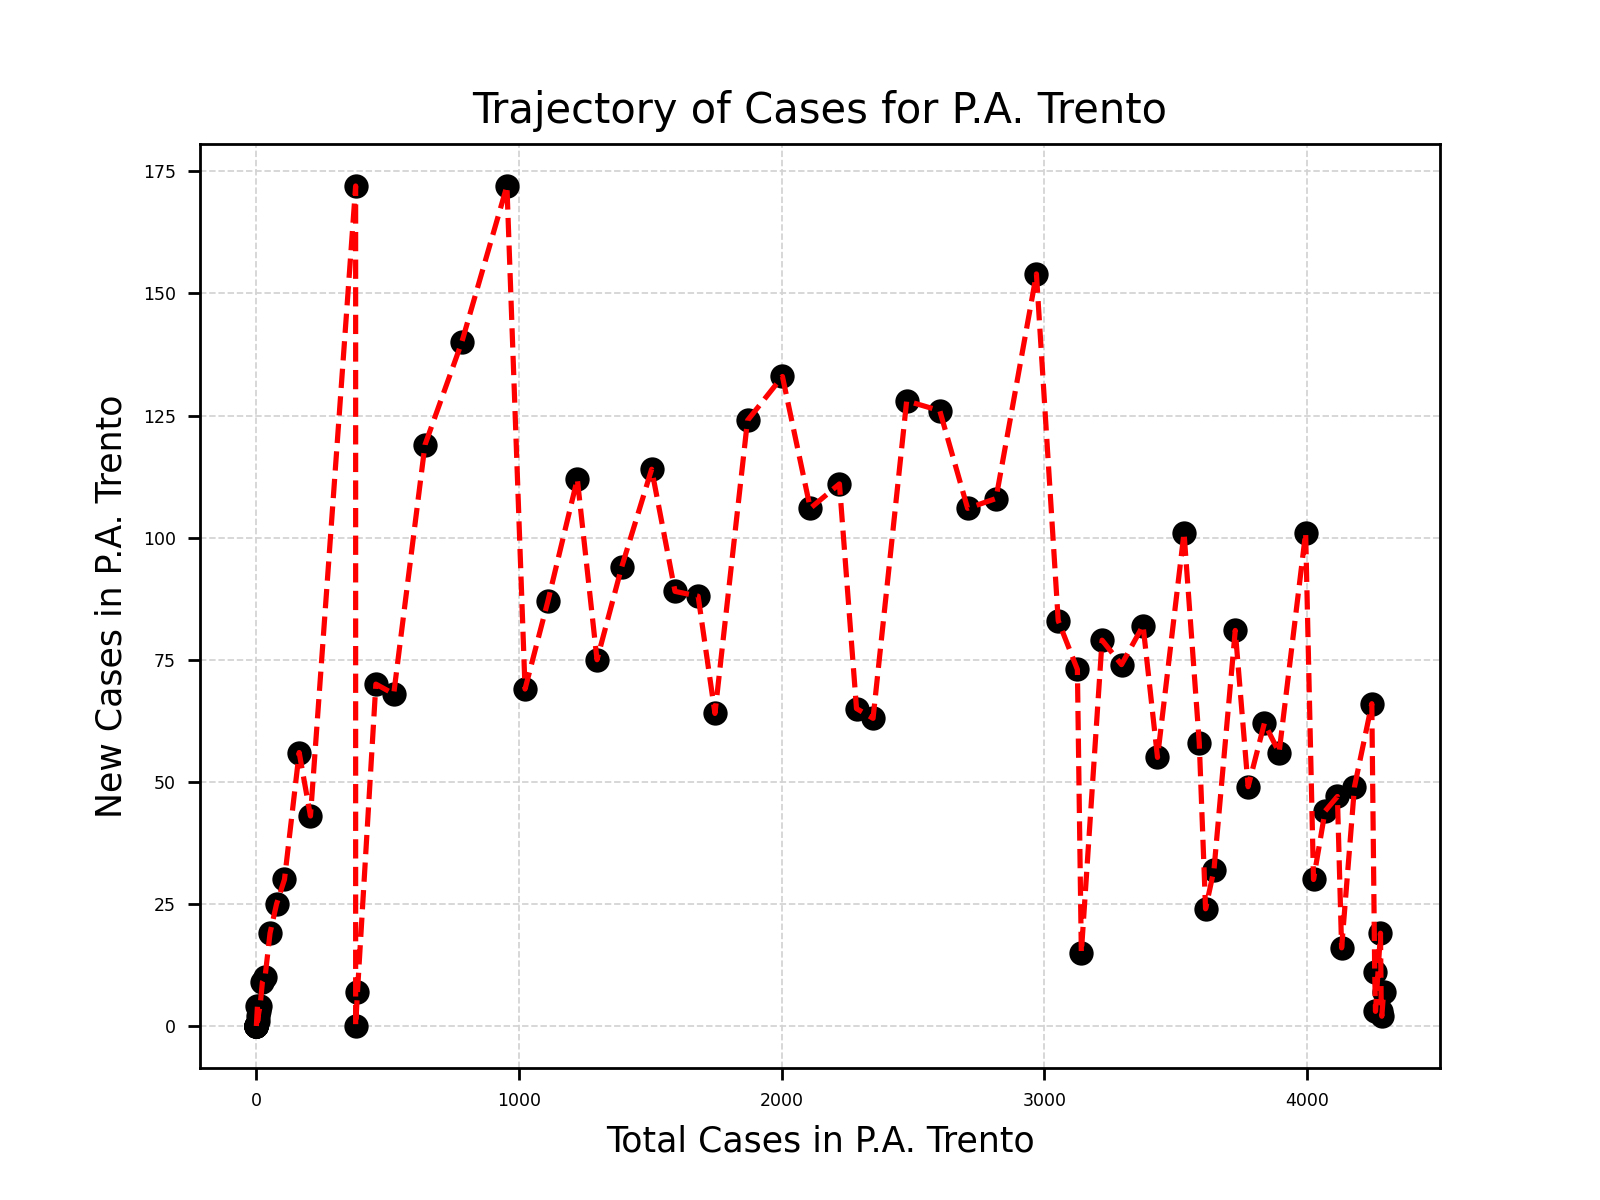 Trajectory of Cases for P.A. Trento
175
150
125
100
75
50
25
0
New Cases in P.A. Trento
0 1000 2000 3000 4000
Total Cases in P.A. Trento